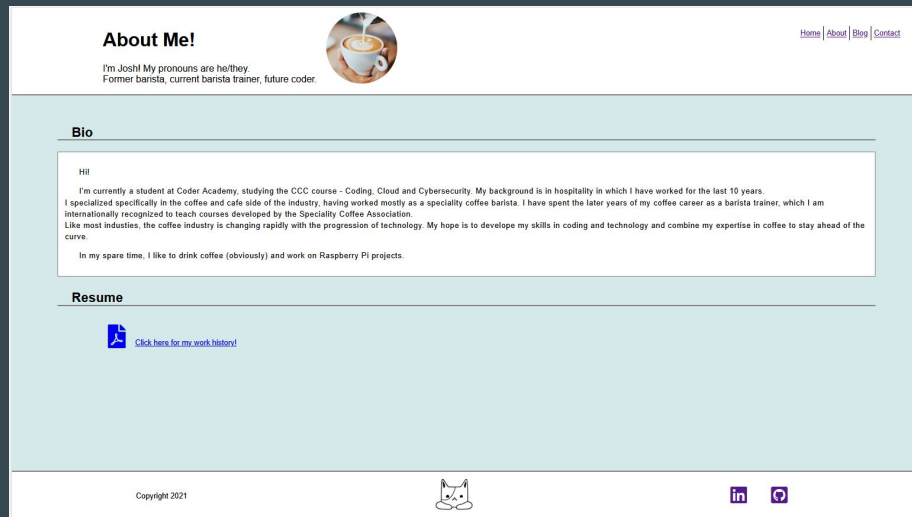 About Me!
I'm Josh! My pronouns are he/they.
Former barista, current barista trainer, future coder.
Home | About | Blog | Contact
Bio
Hi!
I'm currently a student at Coder Academy, studying the CCC course - Coding, Cloud and Cybersecurity. My background is in hospitality in which I have worked for the last 10 years.
I specialized specifically in the coffee and cafe side of the industry, having worked mostly as a speciality coffee barista. I have spent the later years of my coffee career as a barista trainer, which I am
internationally recognized to teach courses developed by the Speciality Coffee Association.
Like most industies, the coffee industry is changing rapidly with the progression of technology. My hope is to develope my skills in coding and technology and combine my expertise in coffee to stay ahead of the
curve.
In my spare time, I like to drink coffee (obviously) and work on Raspberry Pi projects.
Resume
Click here for my work history!
Copyright 2021
in